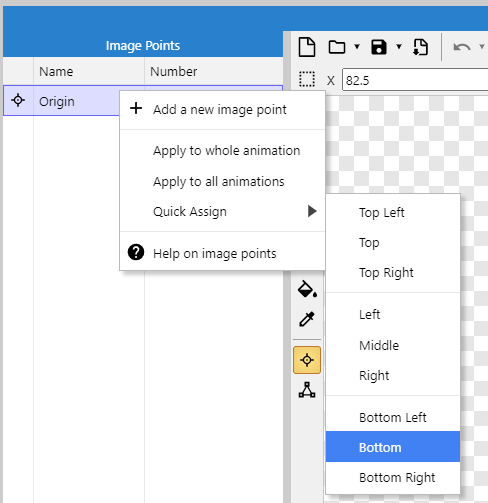 Image Points
Name Number
X 82.5
Origin
Add a new image point
Apply to whole animation
Apply to all animations
Quick Assign
Help on image points
Top Left
Top
Top Right
Left
Middle
Right
Bottom Left
Bottom
Bottom Right